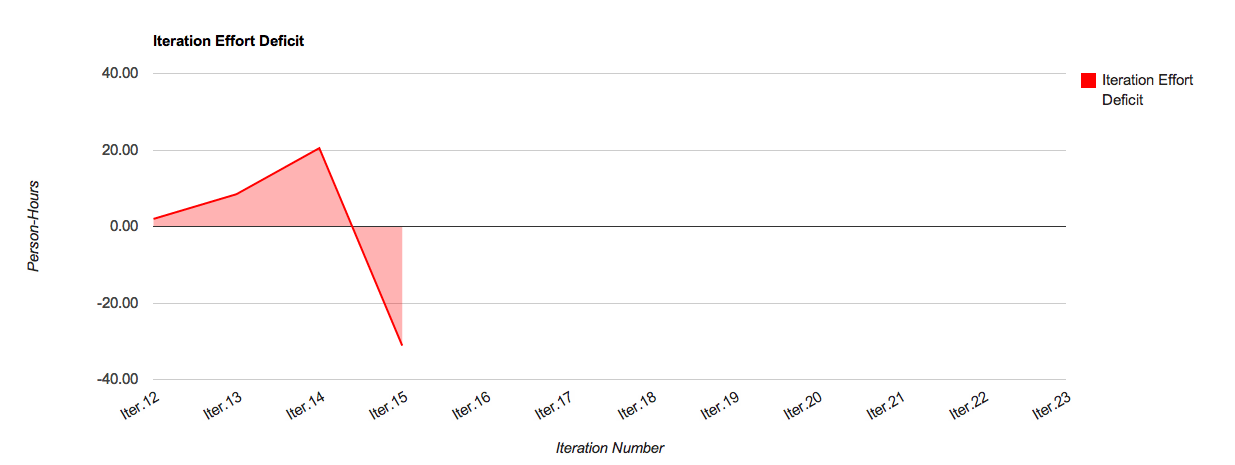 Iteration Effort Deficit
40.00
20.00
0.00
-20.00
-40.00
Person-Hours
Iter.12
Iter.13
Iter.14
Iter.15
Iter.16
Iter.17
Iter.18
Iter.19
Iter.20
Iter.21
Iter.22
Iter.23
Iteration Number
Iteration Effort
Deficit